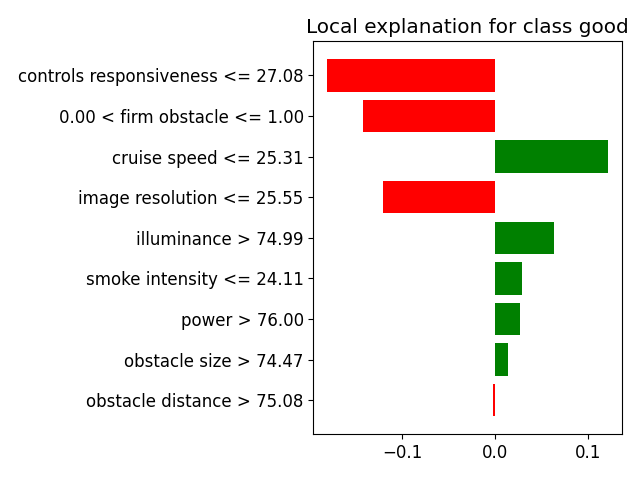 Local explanation for class good
controls responsiveness <= 27.08
0.00 < firm obstacle <= 1.00
cruise speed <= 25.31
image resolution <= 25.55
illuminance > 74.99
smoke intensity <= 24.11
power > 76.00
obstacle size > 74.47
obstacle distance > 75.08
−0.1 0.0 0.1